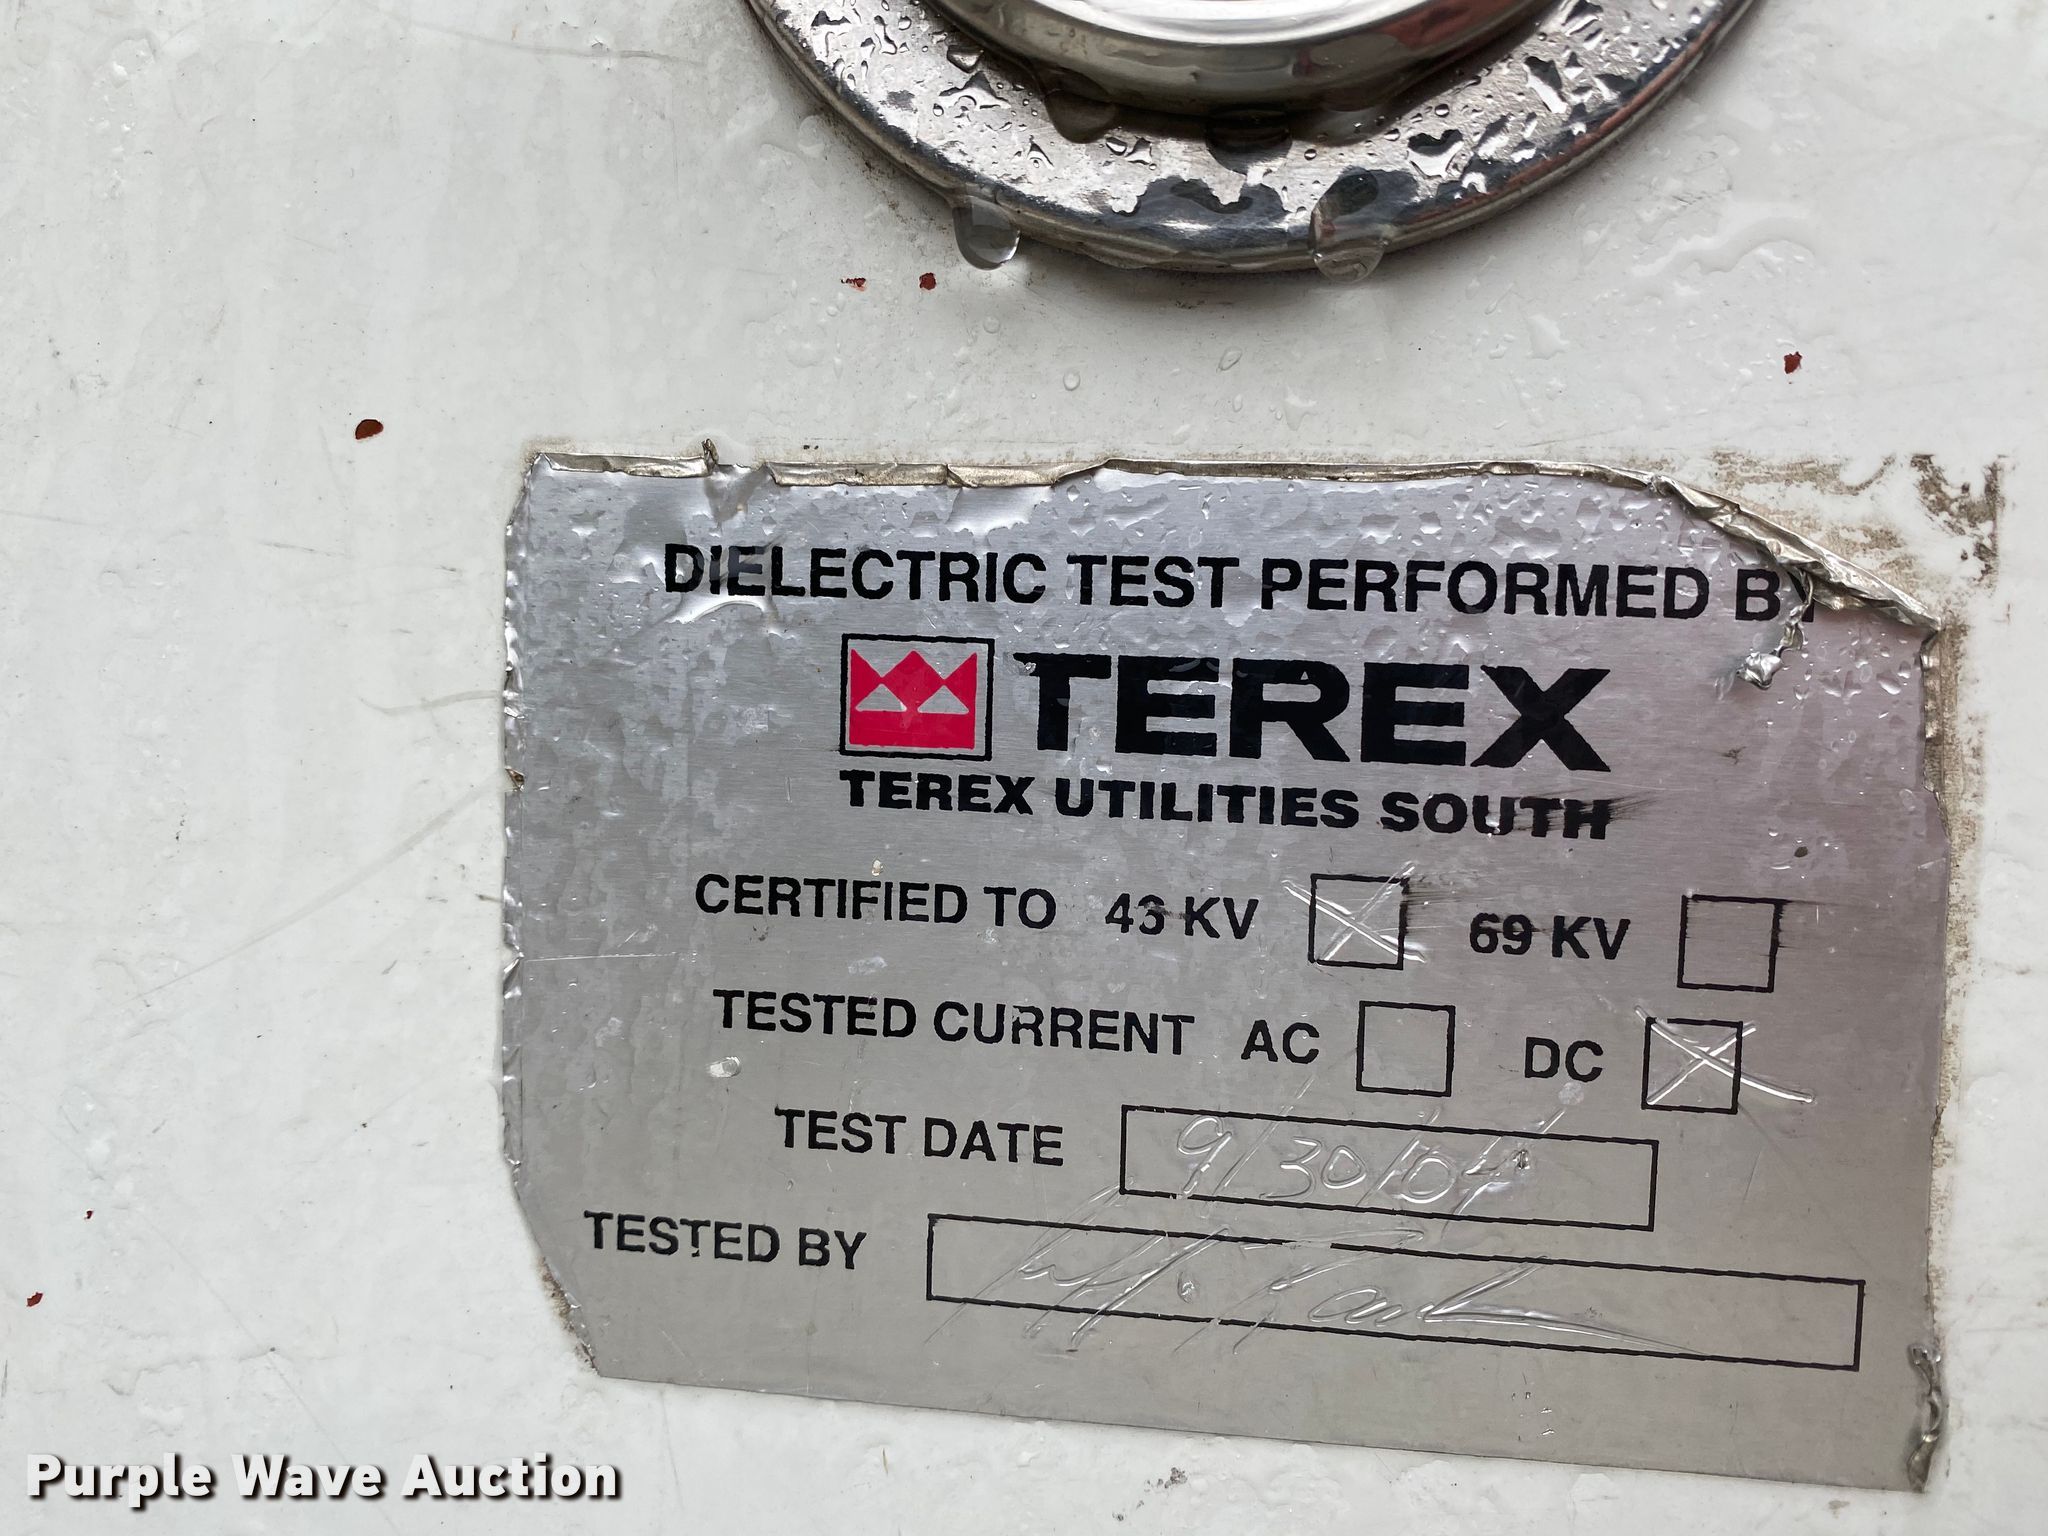 DIELECTRIC TEST PERFORMED BY
TEREX
TEREX UTILITIES SOUTH
CERTIFIED TO 46 KV 69 KV
TESTED CURRENT AC DC
TEST DATE 9/30/04
TESTED BY
Purple Wave Auction